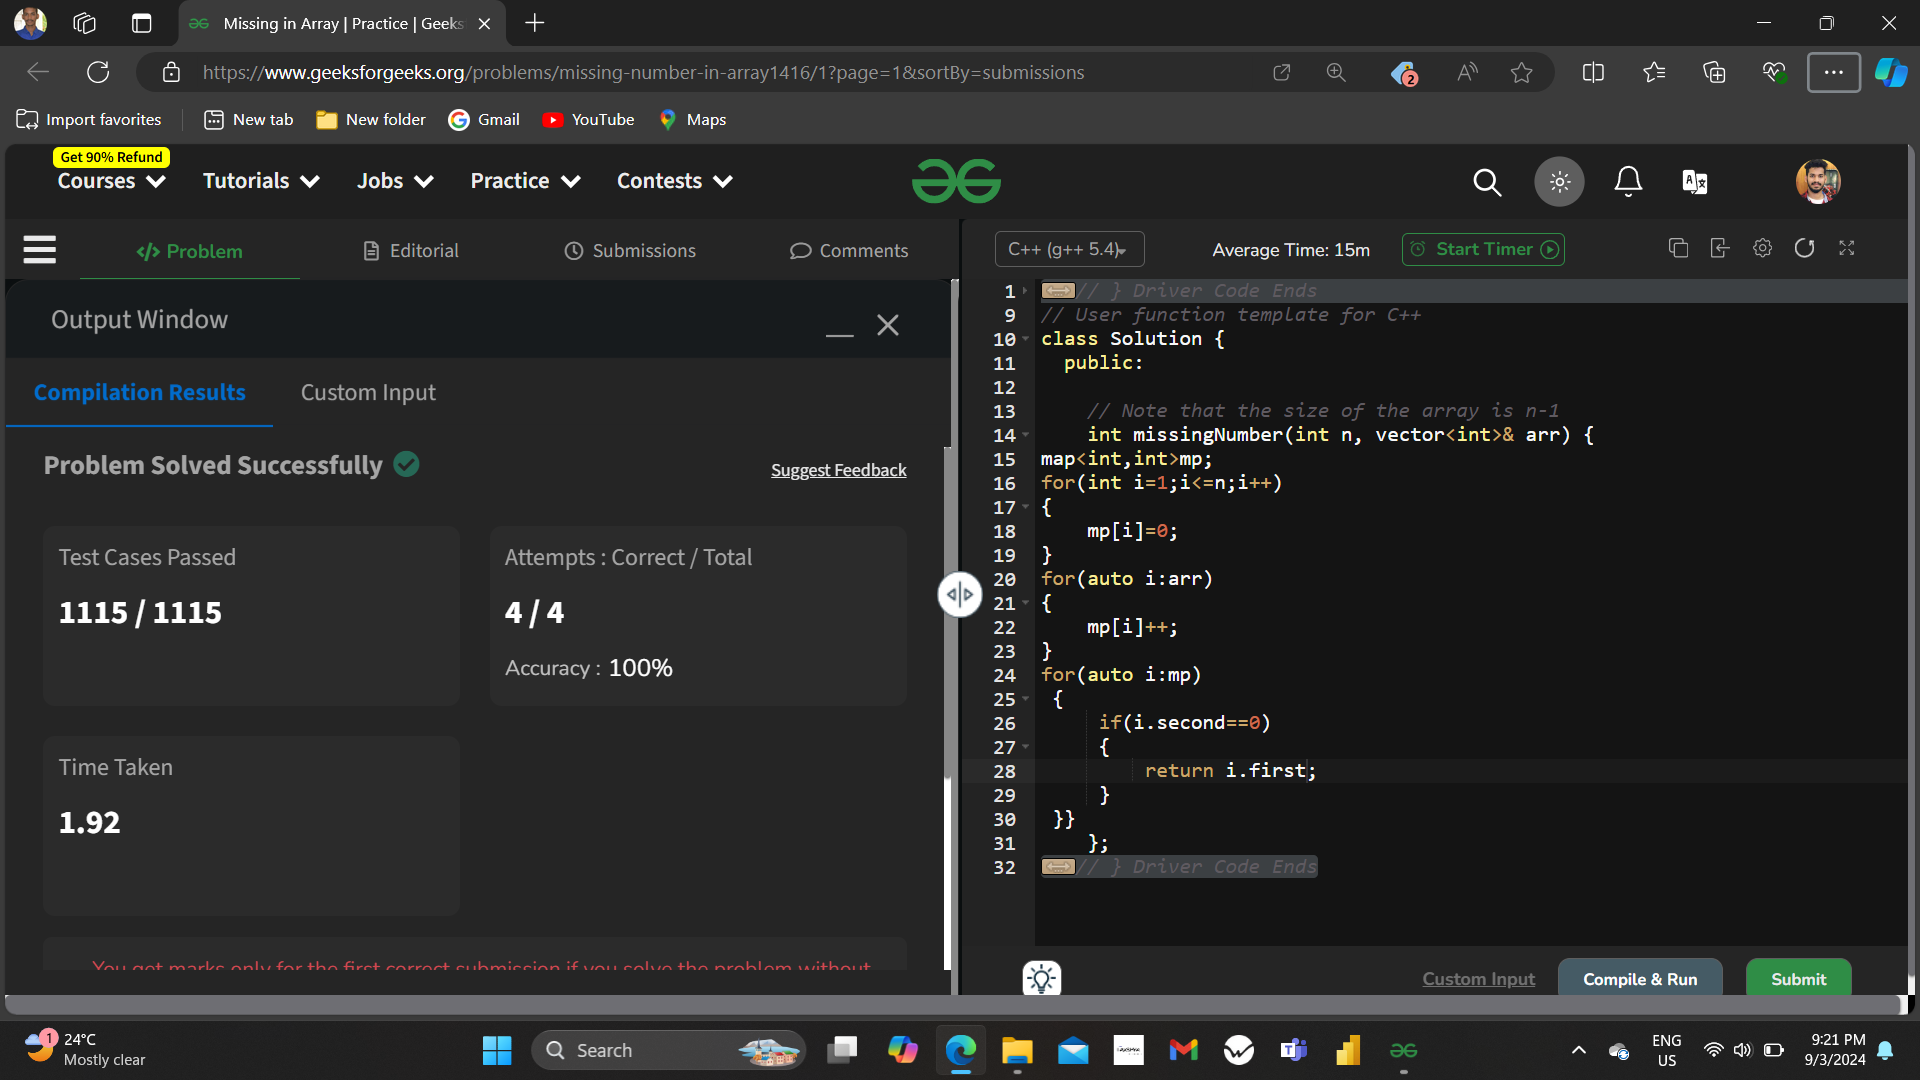 Missing in Array | Practice | Geeks
https://www.geeksforgeeks.org/problems/missing-number-in-array1416/1?page=1&sortBy=submissions
2
Import favorites
New tab
New folder
Gmail
YouTube
Maps
Get 90% Refund
Courses
Tutorials
Jobs
Practice
Contests
</> Problem
Editorial
Submissions
Comments
C++ (g++ 5.4)
Average Time: 15m
Start Timer
Output Window
Compilation Results
Custom Input
Problem Solved Successfully
Suggest Feedback
Test Cases Passed
1115 / 1115
Attempts : Correct / Total
4 / 4
Accuracy : 100%
Time Taken
1.92
You get marks only for the first correct submission if you solve the problem without
1 // } Driver Code Ends
9 // User function template for C++
10 class Solution {
11 public:
12
13 // Note that the size of the array is n-1
14 int missingNumber(int n, vector<int>& arr) {
15 map<int,int>mp;
16 for(int i=1;i<=n;i++)
17 {
18 mp[i]=0;
19 }
20 for(auto i:arr)
21 {
22 mp[i]++;
23 }
24 for(auto i:mp)
25 {
26 if(i.second==0)
27 {
28 return i.first;
29 }
30 }}
31 };
32 // } Driver Code Ends
Custom Input
Compile & Run
Submit
1
24°C
Mostly clear
Search
ENG
US
9:21 PM
9/3/2024